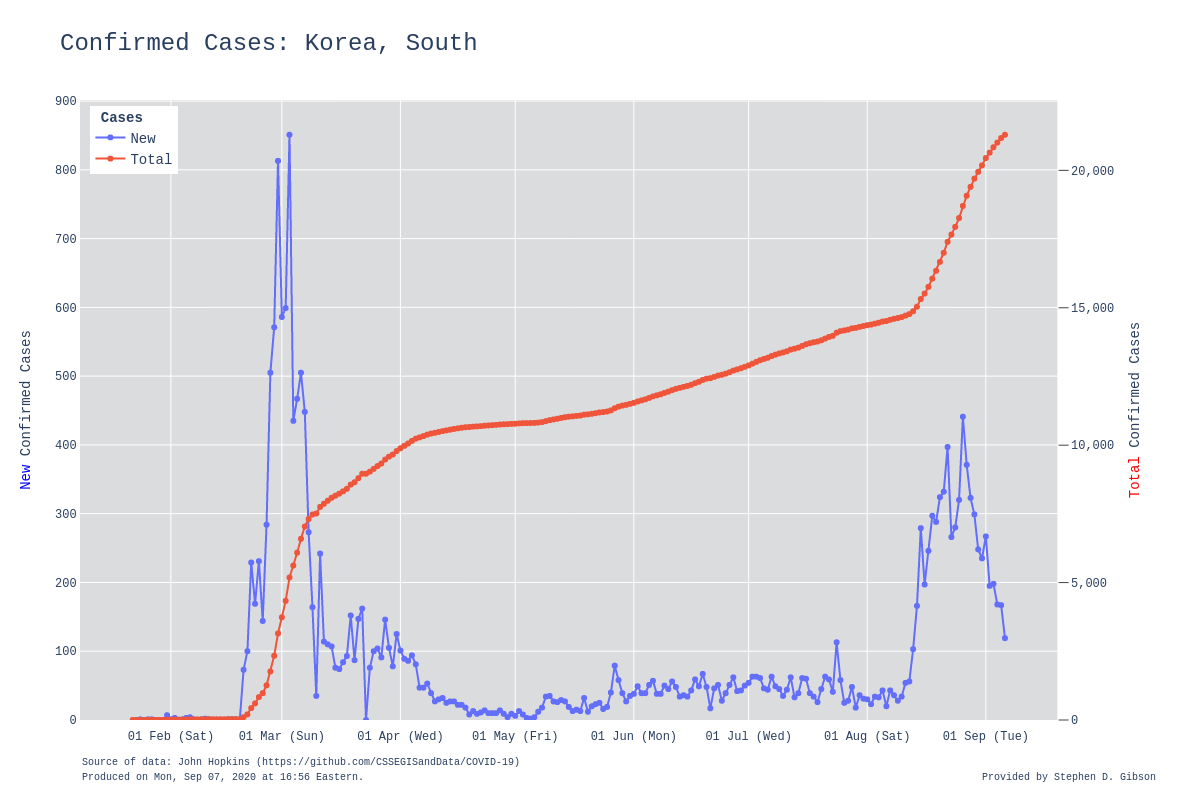 Confirmed Cases: Korea, South
Cases
New
Total
900
800
700
600
500
400
300
200
100
0
New Confirmed Cases
20,000
15,000
10,000
5,000
0
Total Confirmed Cases
01 Feb (Sat)
01 Mar (Sun)
01 Apr (Wed)
01 May (Fri)
01 Jun (Mon)
01 Jul (Wed)
01 Aug (Sat)
01 Sep (Tue)
Source of data: John Hopkins (https://github.com/CSSEGISandData/COVID-19)
Produced on Mon, Sep 07, 2020 at 16:56 Eastern.
Provided by Stephen D. Gibson